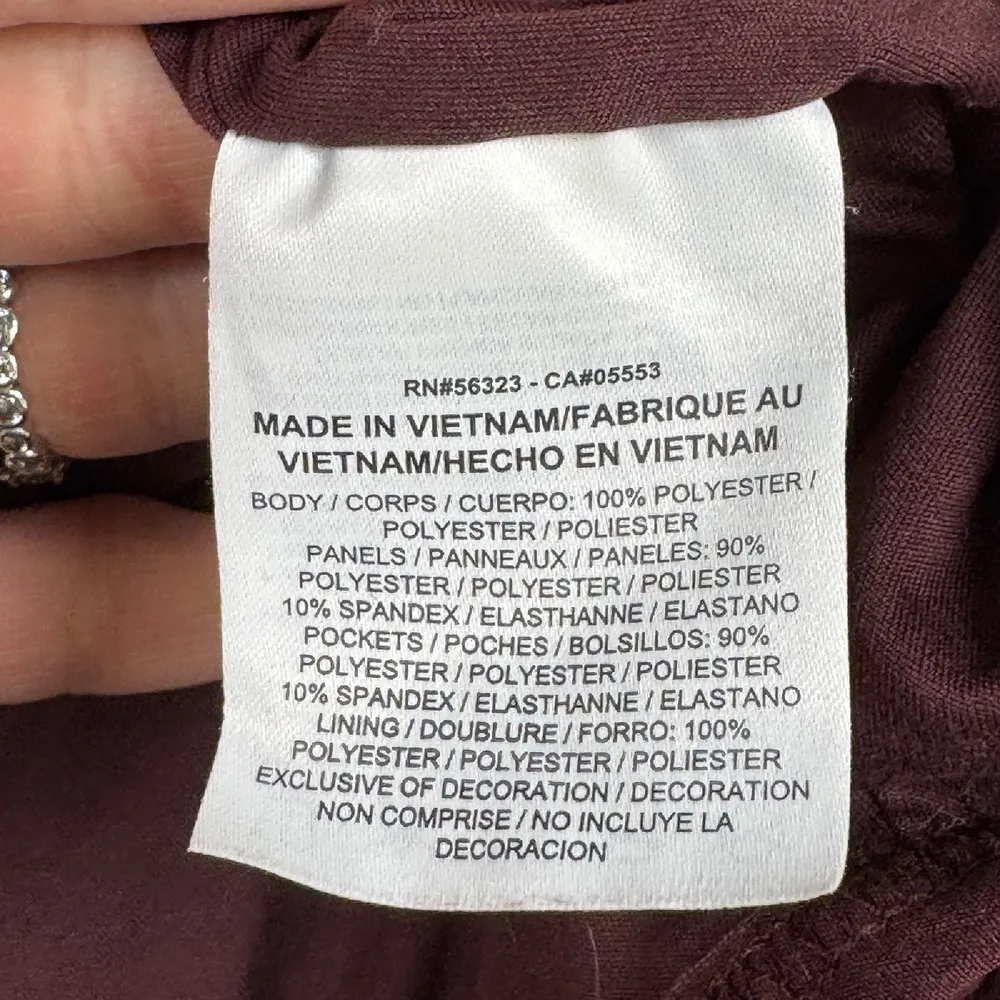 RN#56323 - CA#05553
MADE IN VIETNAM/FABRIQUE AU
VIETNAM/HECHO EN VIETNAM
BODY / CORPS / CUERPO: 100% POLYESTER /
POLYESTER / POLIESTER
PANELS / PANNEAUX / PANELES: 90%
POLYESTER / POLYESTER / POLIESTER
10% SPANDEX / ELASTHANNE / ELASTANO
POCKETS / POCHES / BOLSILLOS: 90%
POLYESTER / POLYESTER / POLIESTER
10% SPANDEX / ELASTHANNE / ELASTANO
LINING / DOUBLURE / FORRO: 100%
POLYESTER / POLYESTER / POLIESTER
EXCLUSIVE OF DECORATION / DECORATION
NON COMPRISE / NO INCLUYE LA
DECORACION